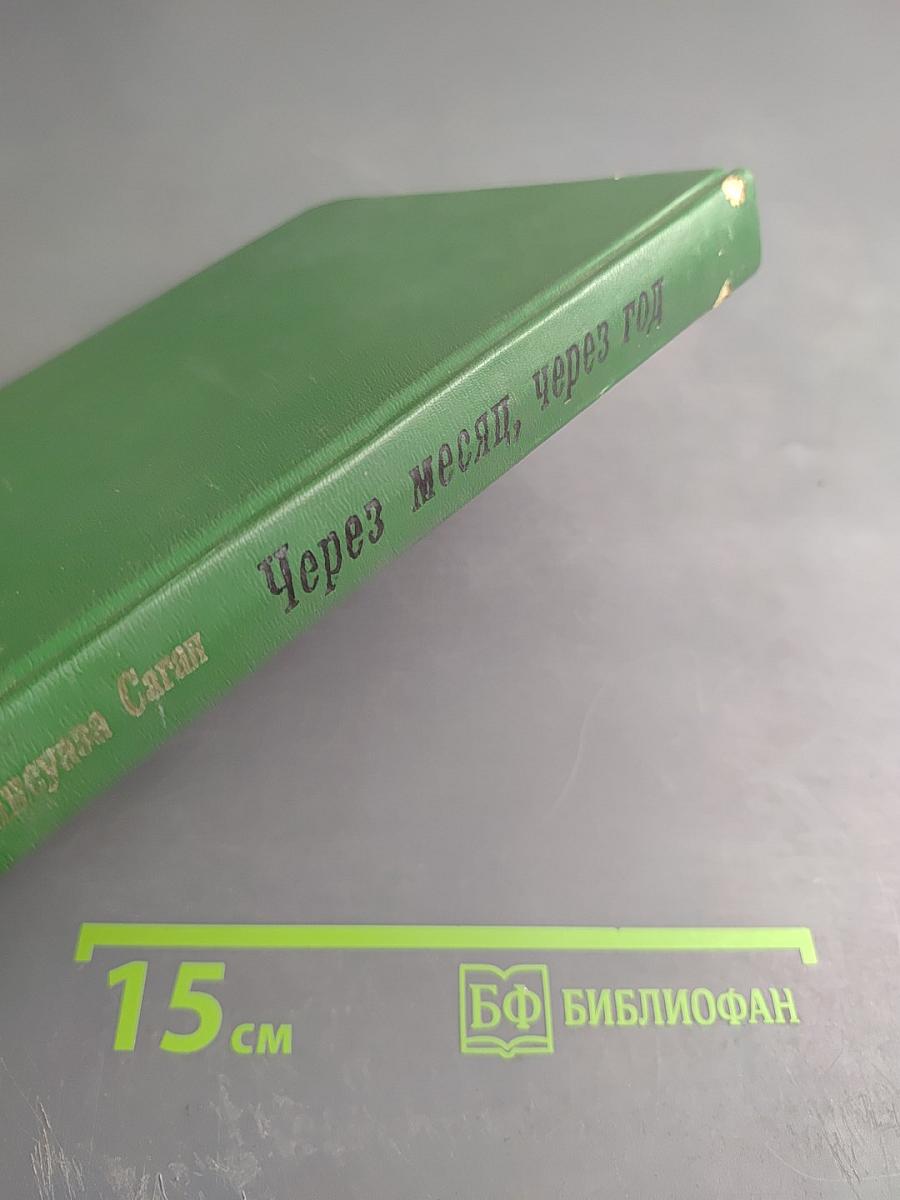 Саган
Через месяц, через год
15 см
БФ БИБЛИОФАН